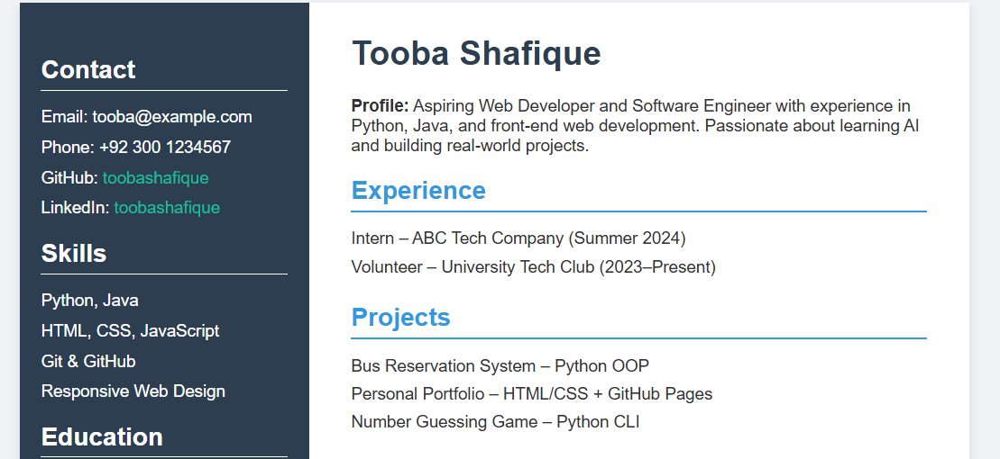 Contact
Email: tooba@example.com
Phone: +92 300 1234567
GitHub: toobashafique
LinkedIn: toobashafique
Skills
Python, Java
HTML, CSS, JavaScript
Git & GitHub
Responsive Web Design
Education
Tooba Shafique
Profile: Aspiring Web Developer and Software Engineer with experience in
Python, Java, and front-end web development. Passionate about learning AI
and building real-world projects.
Experience
Intern – ABC Tech Company (Summer 2024)
Volunteer – University Tech Club (2023–Present)
Projects
Bus Reservation System – Python OOP
Personal Portfolio – HTML/CSS + GitHub Pages
Number Guessing Game – Python CLI